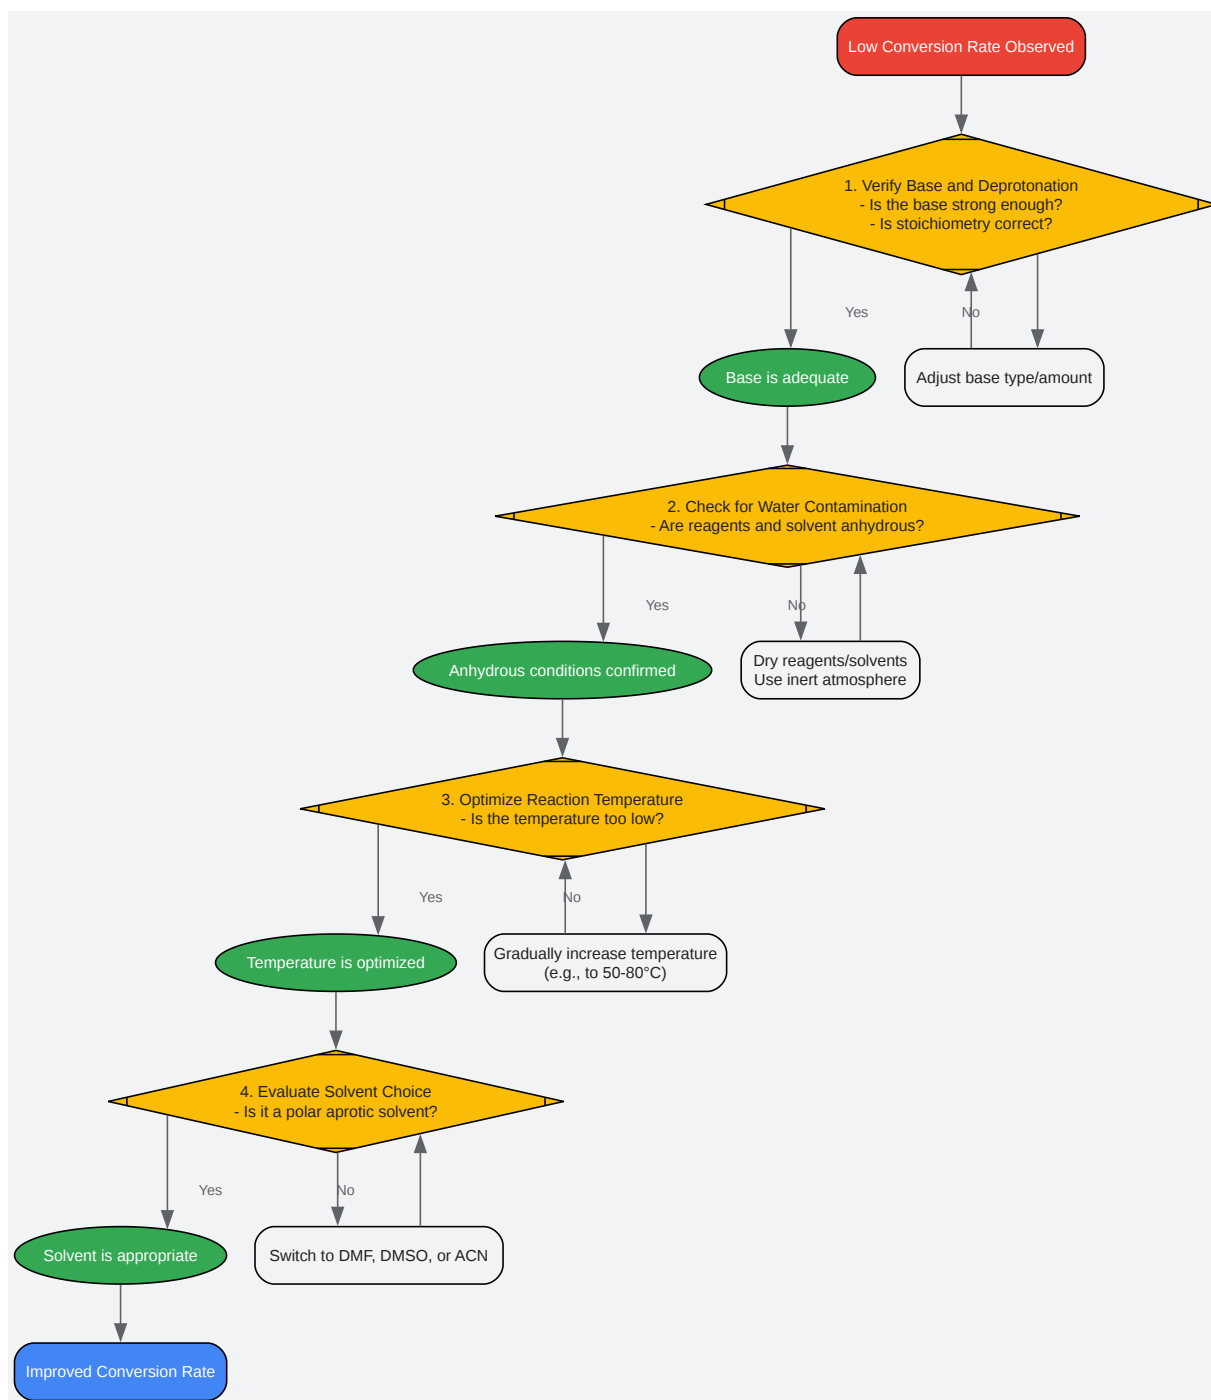 Low Conversion Rate Observed
1. Verify Base and Deprotonation
- Is the base strong enough?
- Is stoichiometry correct?
Yes
No
Base is adequate
Adjust base type/amount
2. Check for Water Contamination
- Are reagents and solvent anhydrous?
Yes
No
Anhydrous conditions confirmed
Dry reagents/solvents
Use inert atmosphere
3. Optimize Reaction Temperature
- Is the temperature too low?
Yes
No
Temperature is optimized
Gradually increase temperature
(e.g., to 50-80°C)
4. Evaluate Solvent Choice
- Is it a polar aprotic solvent?
Yes
No
Solvent is appropriate
Switch to DMF, DMSO, or ACN
Improved Conversion Rate